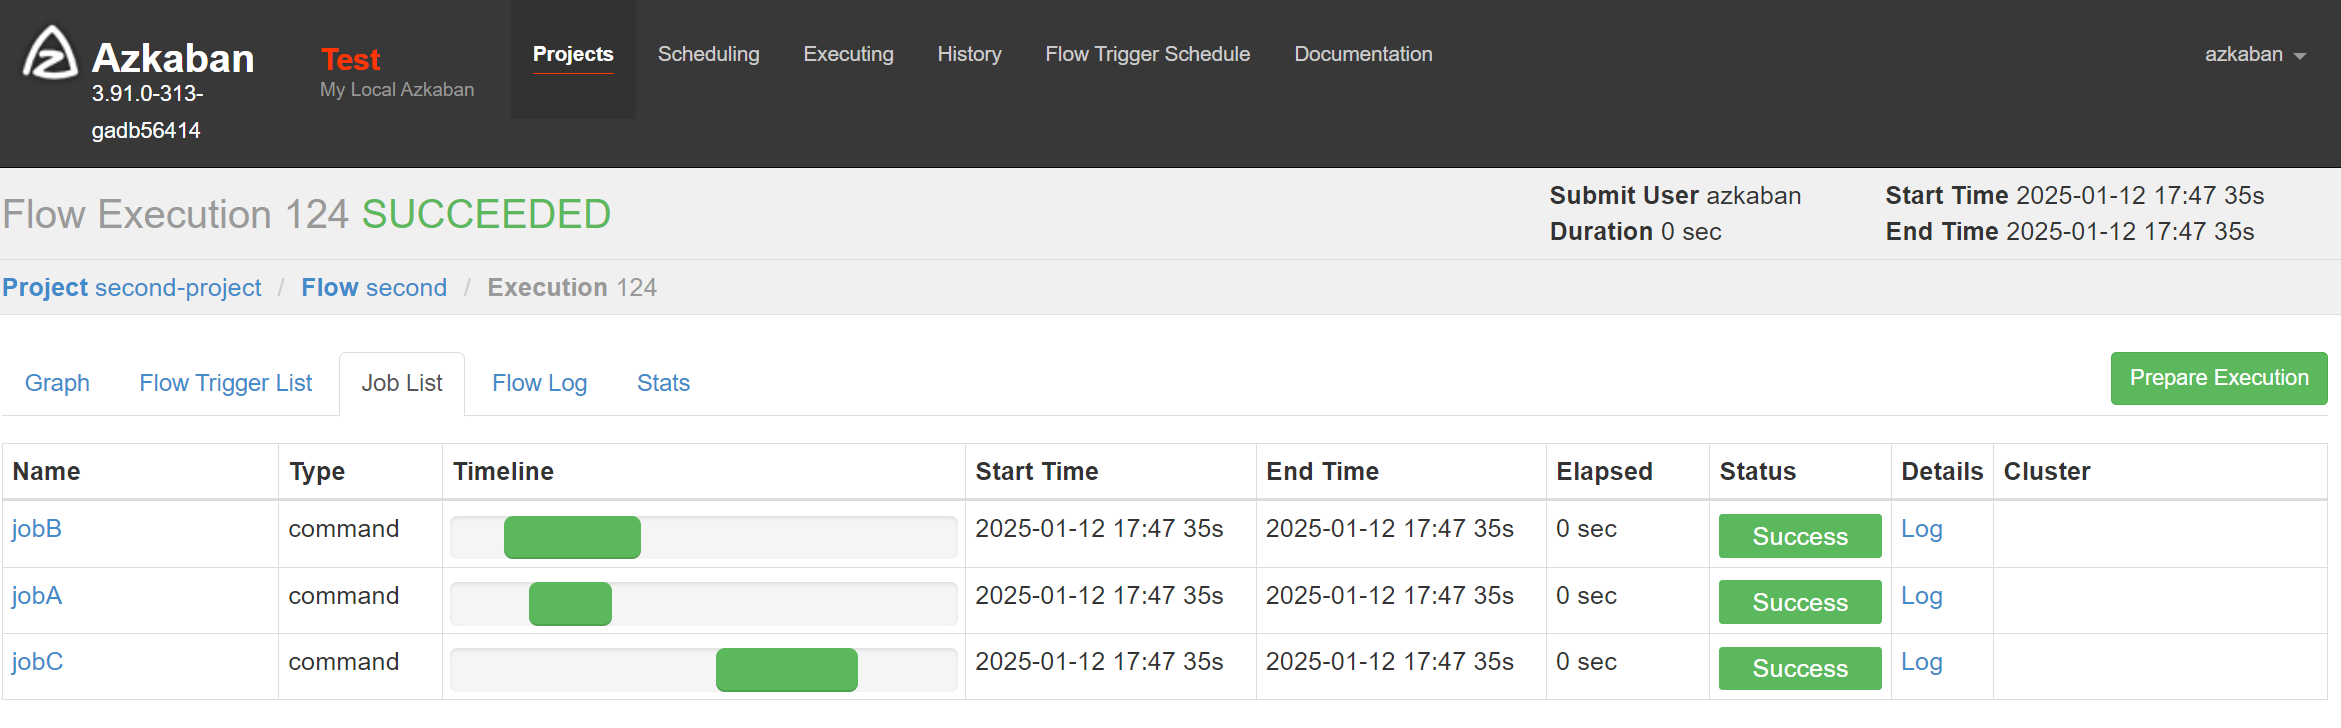 Azkaban
3.91.0-313-
gadb56414
Test
My Local Azkaban
Projects Scheduling Executing History Flow Trigger Schedule Documentation
azkaban
Flow Execution 124 SUCCEEDED
Submit User azkaban
Duration 0 sec
Start Time 2025-01-12 17:47 35s
End Time 2025-01-12 17:47 35s
Project second-project / Flow second / Execution 124
Graph Flow Trigger List Job List Flow Log Stats
Prepare Execution
Name Type Timeline Start Time End Time Elapsed Status Details Cluster
jobB command 2025-01-12 17:47 35s 2025-01-12 17:47 35s 0 sec Success Log
jobA command 2025-01-12 17:47 35s 2025-01-12 17:47 35s 0 sec Success Log
jobC command 2025-01-12 17:47 35s 2025-01-12 17:47 35s 0 sec Success Log